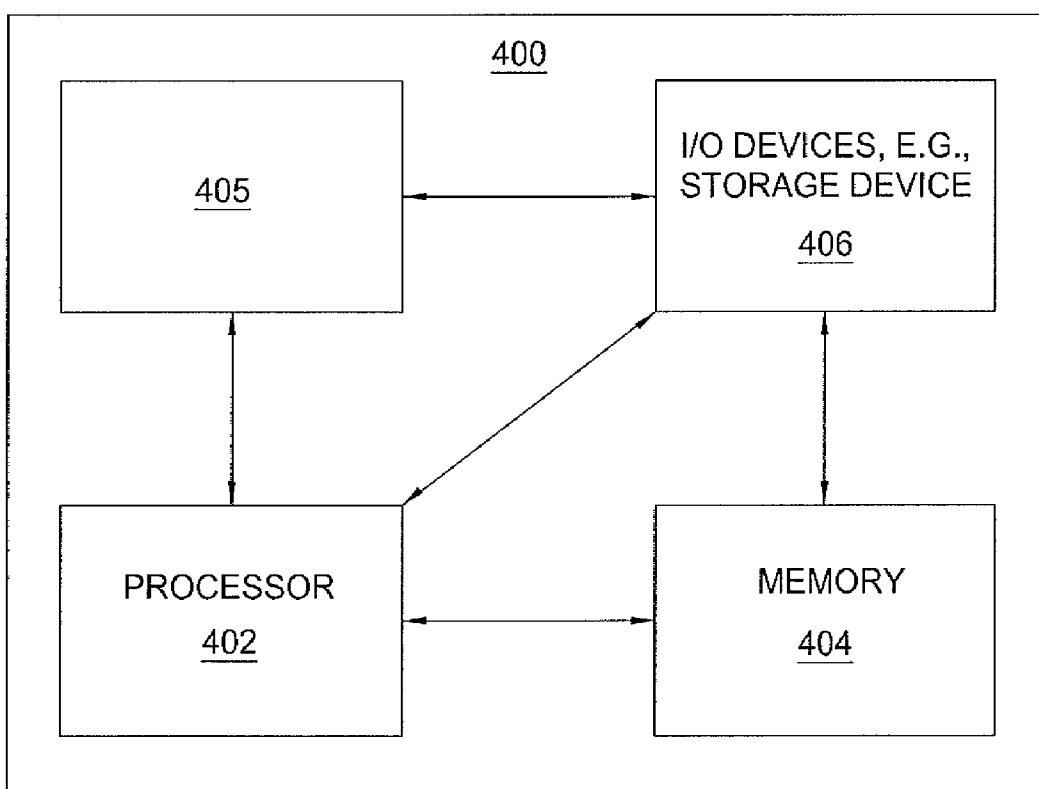 400
405
I/O DEVICES, E.G.,
STORAGE DEVICE
406
PROCESSOR
402
MEMORY
404